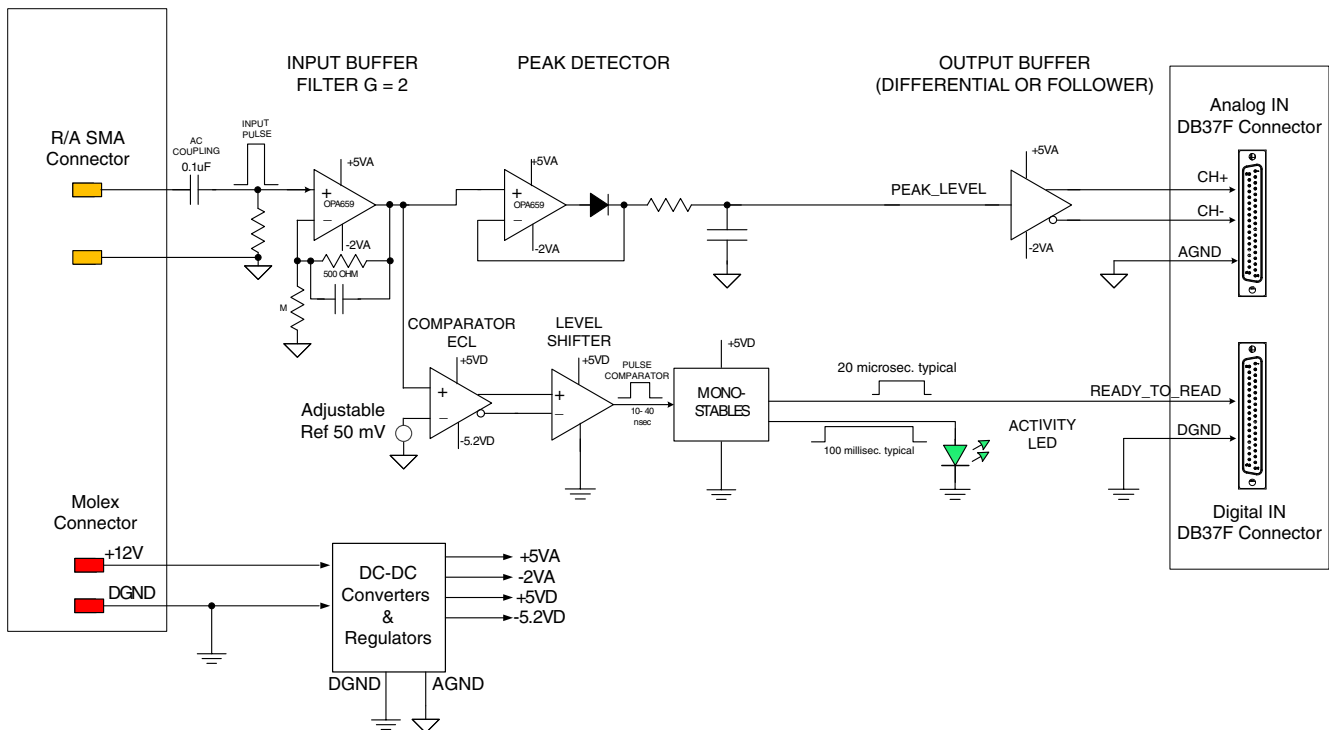 INPUT BUFFER
FILTER G = 2
PEAK DETECTOR
OUTPUT BUFFER
(DIFFERENTIAL OR FOLLOWER)
Analog IN
DB37F Connector
R/A SMA
Connector
AC
COUPLING
0.1uF
INPUT
PULSE
+5VA
+
OPA659
−
-2VA
500 OHM
M
+5VA
+
OPA659
−
-2VA
PEAK_LEVEL
+5VA
-2VA
CH+
CH-
AGND
COMPARATOR
ECL
+5VD
+
−
-5.2VD
Adjustable
Ref 50 mV
LEVEL
SHIFTER
+5VD
+
−
PULSE
COMPARATOR
10- 40
nsec
+5VD
MONO-
STABLES
20 microsec. typical
100 millisec. typical
ACTIVITY
LED
READY_TO_READ
DGND
Digital IN
DB37F Connector
Molex
Connector
+12V
DGND
DC-DC
Converters
&
Regulators
+5VA
-2VA
+5VD
-5.2VD
DGND
AGND